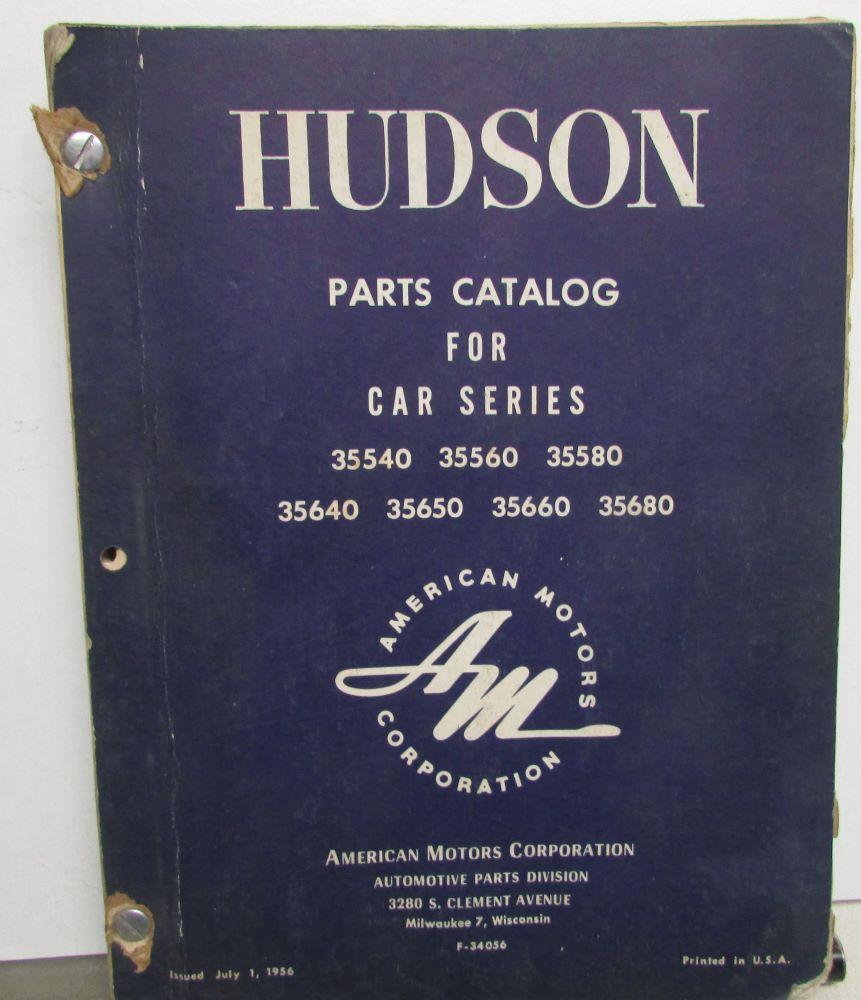 HUDSON
PARTS CATALOG
FOR
CAR SERIES
35540 35560 35580
35640 35650 35660 35680
AMERICAN MOTORS
AM
CORPORATION
AMERICAN MOTORS CORPORATION
AUTOMOTIVE PARTS DIVISION
3280 S. CLEMENT AVENUE
Milwaukee 7, Wisconsin
F-34056
Issued July 1, 1956
Printed in U.S.A.